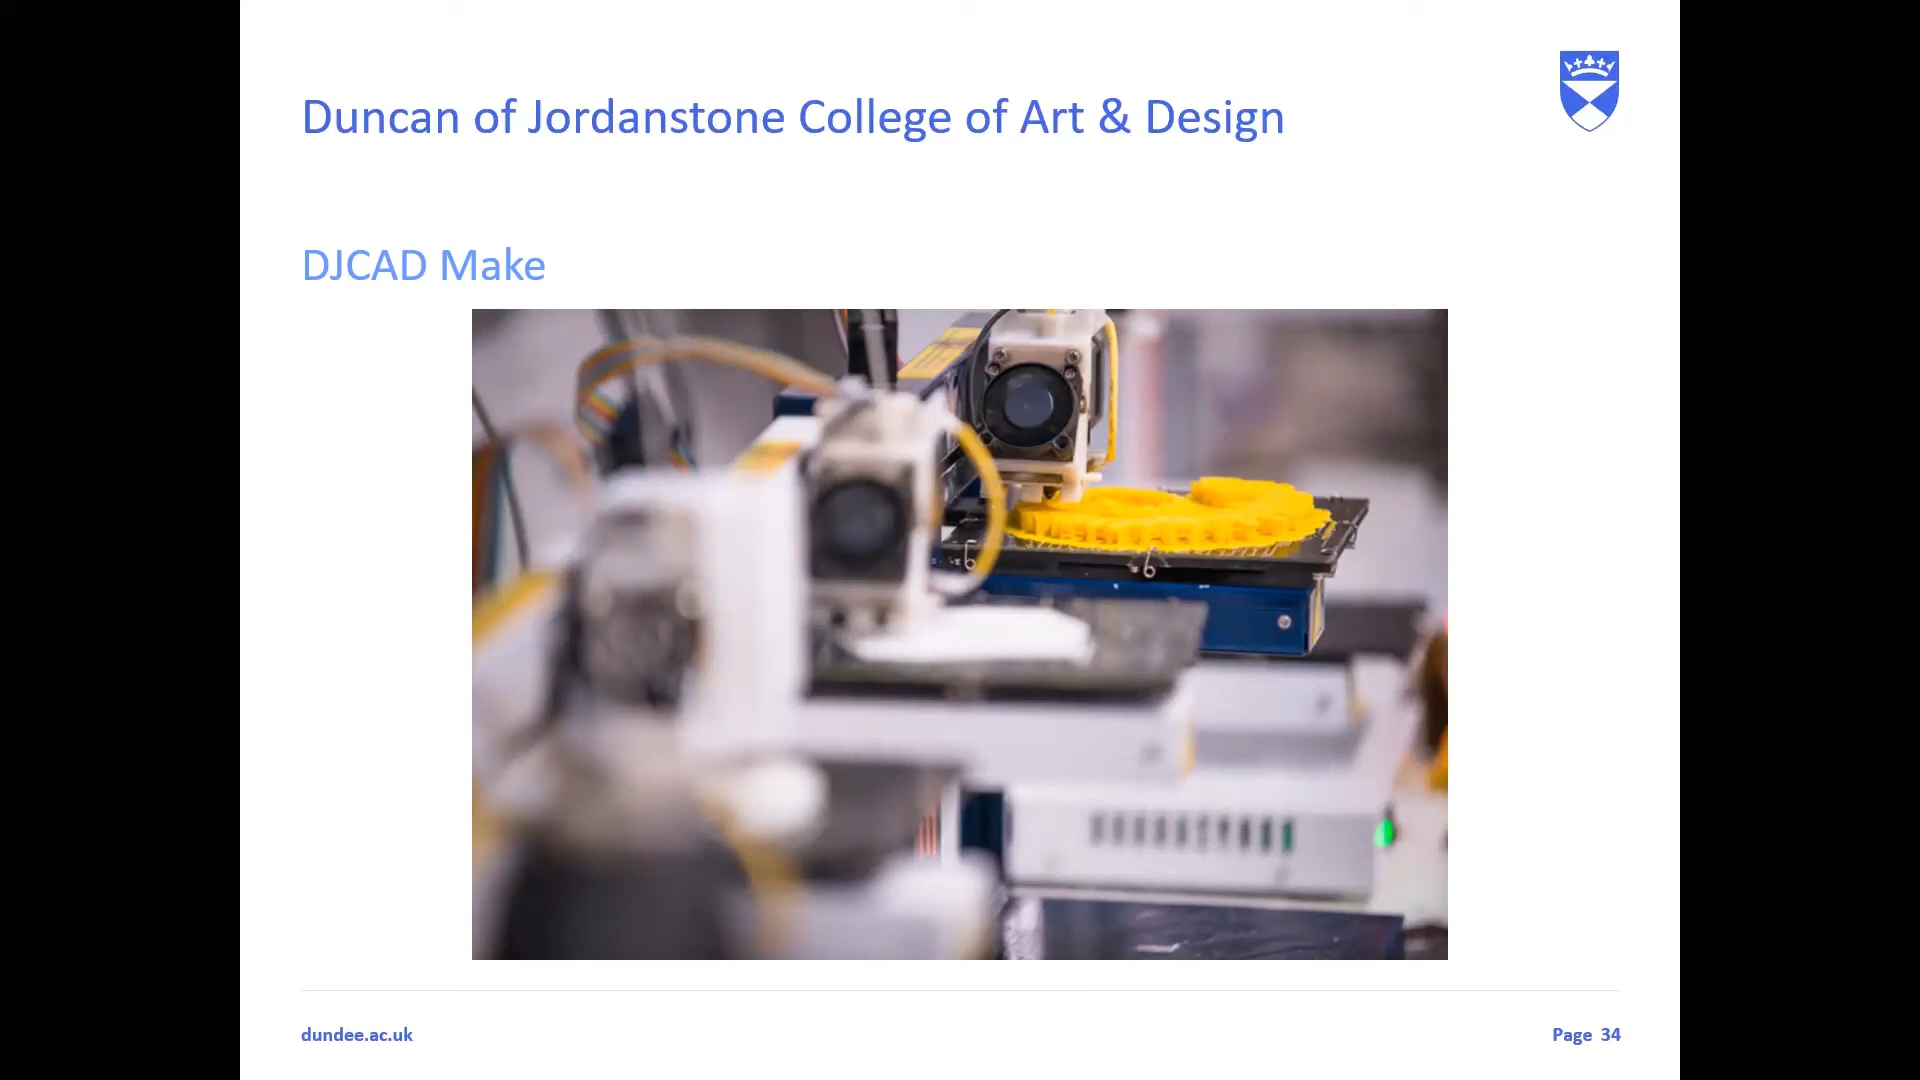 Duncan of Jordanstone College of Art & Design
DJCAD Make
dundee.ac.uk
Page 34